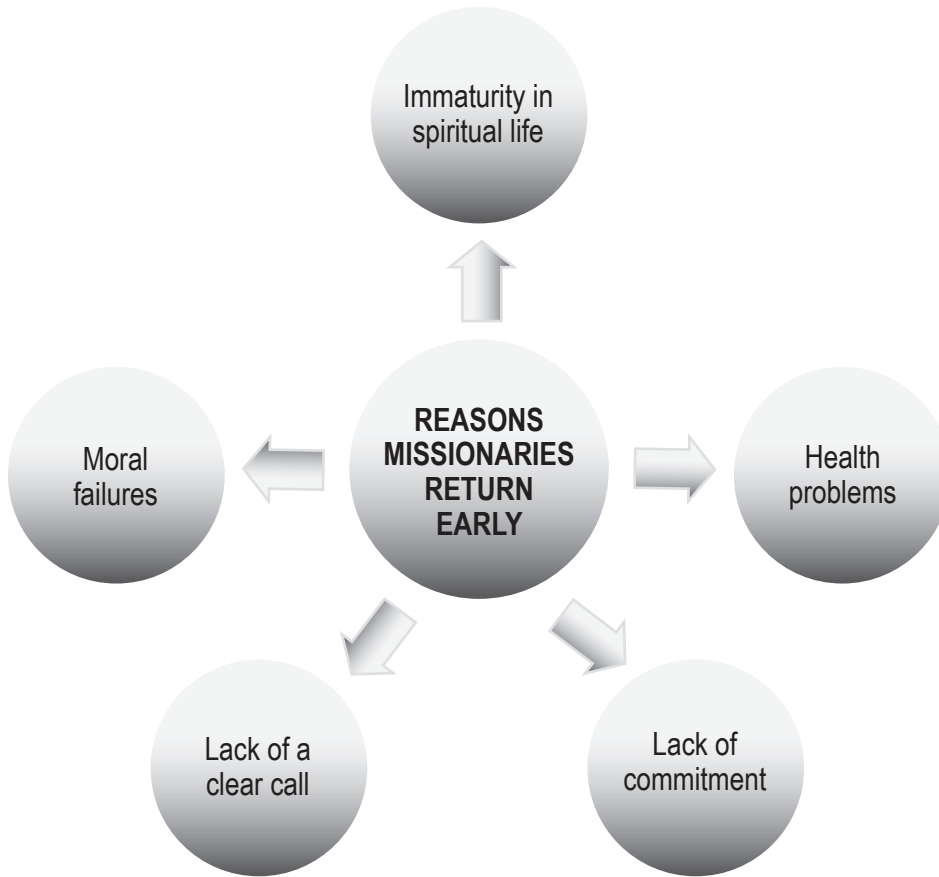 Immaturity in
spiritual life
REASONS
MISSIONARIES
RETURN
EARLY
Moral
failures
Health
problems
Lack of a
clear call
Lack of
commitment